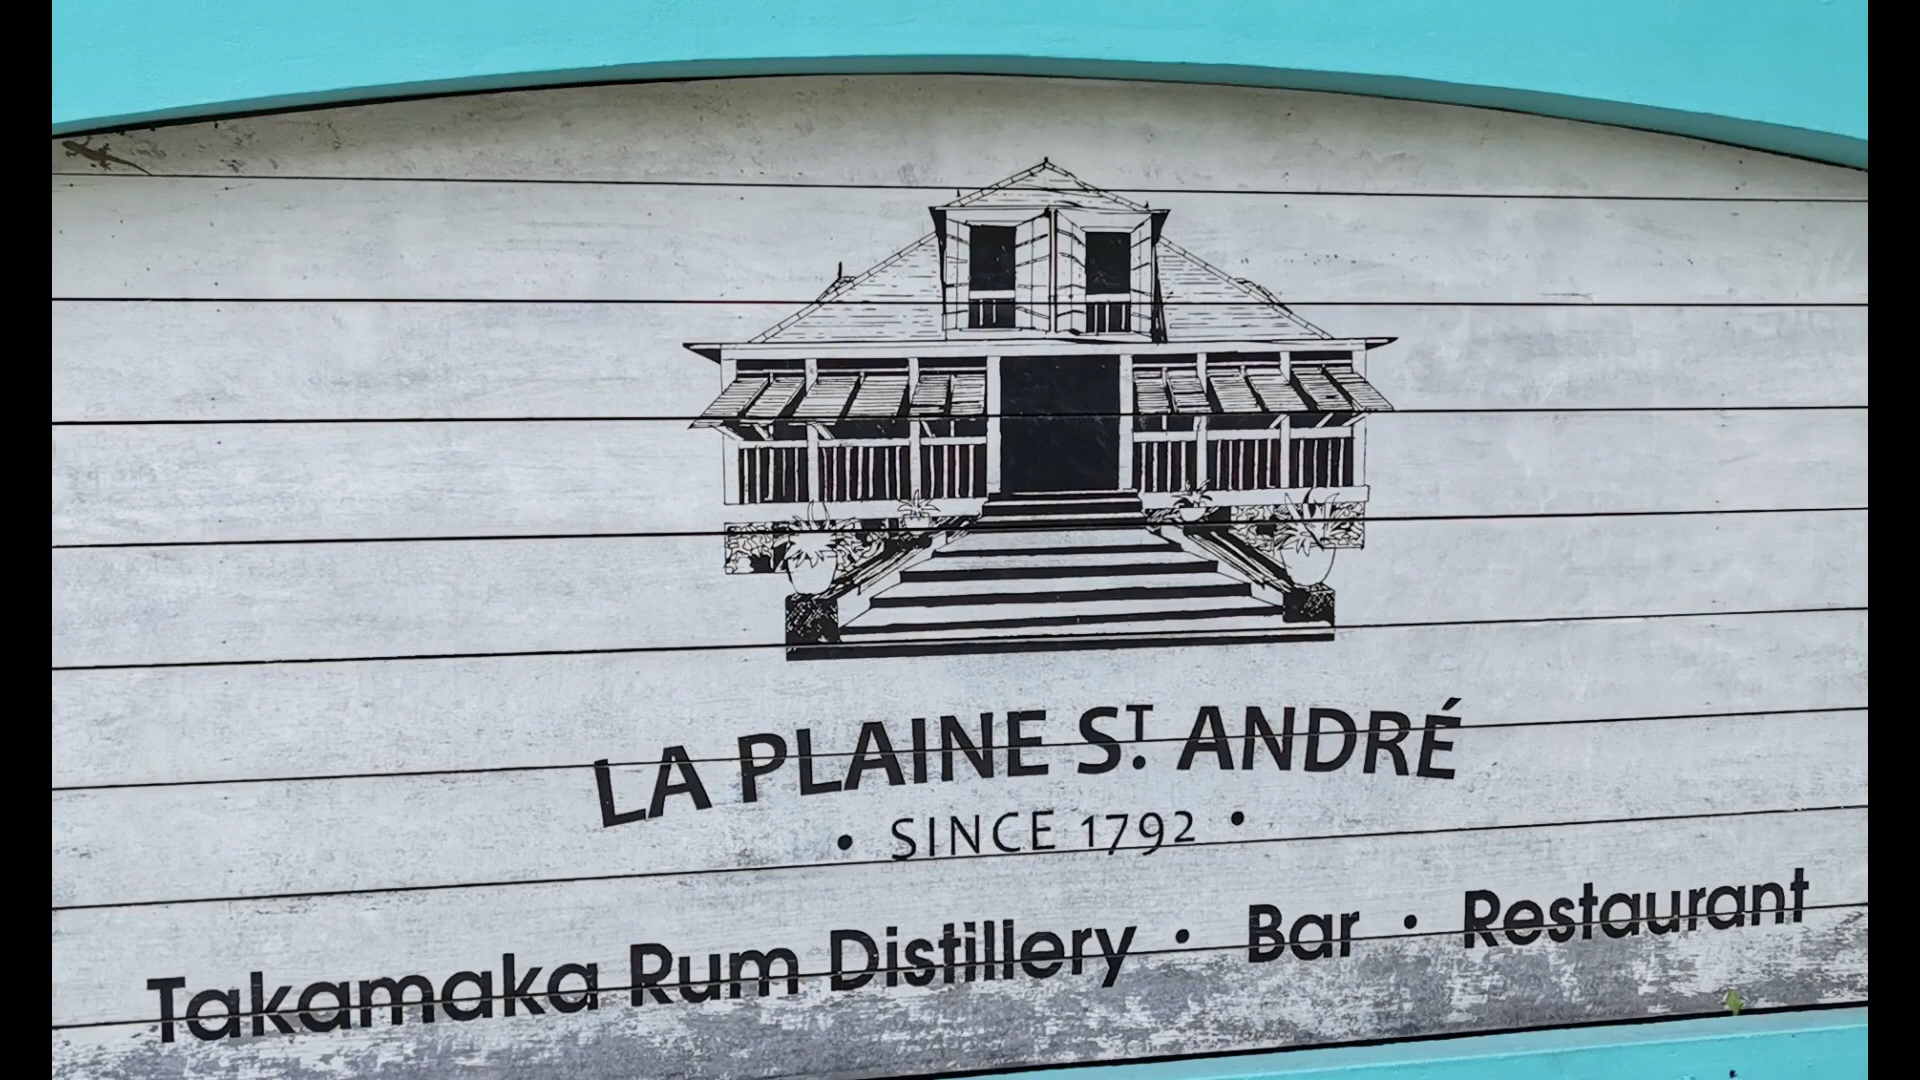 LA PLAINE ST. ANDRÉ
• SINCE 1792 •
Takamaka Rum Distillery • Bar • Restaurant